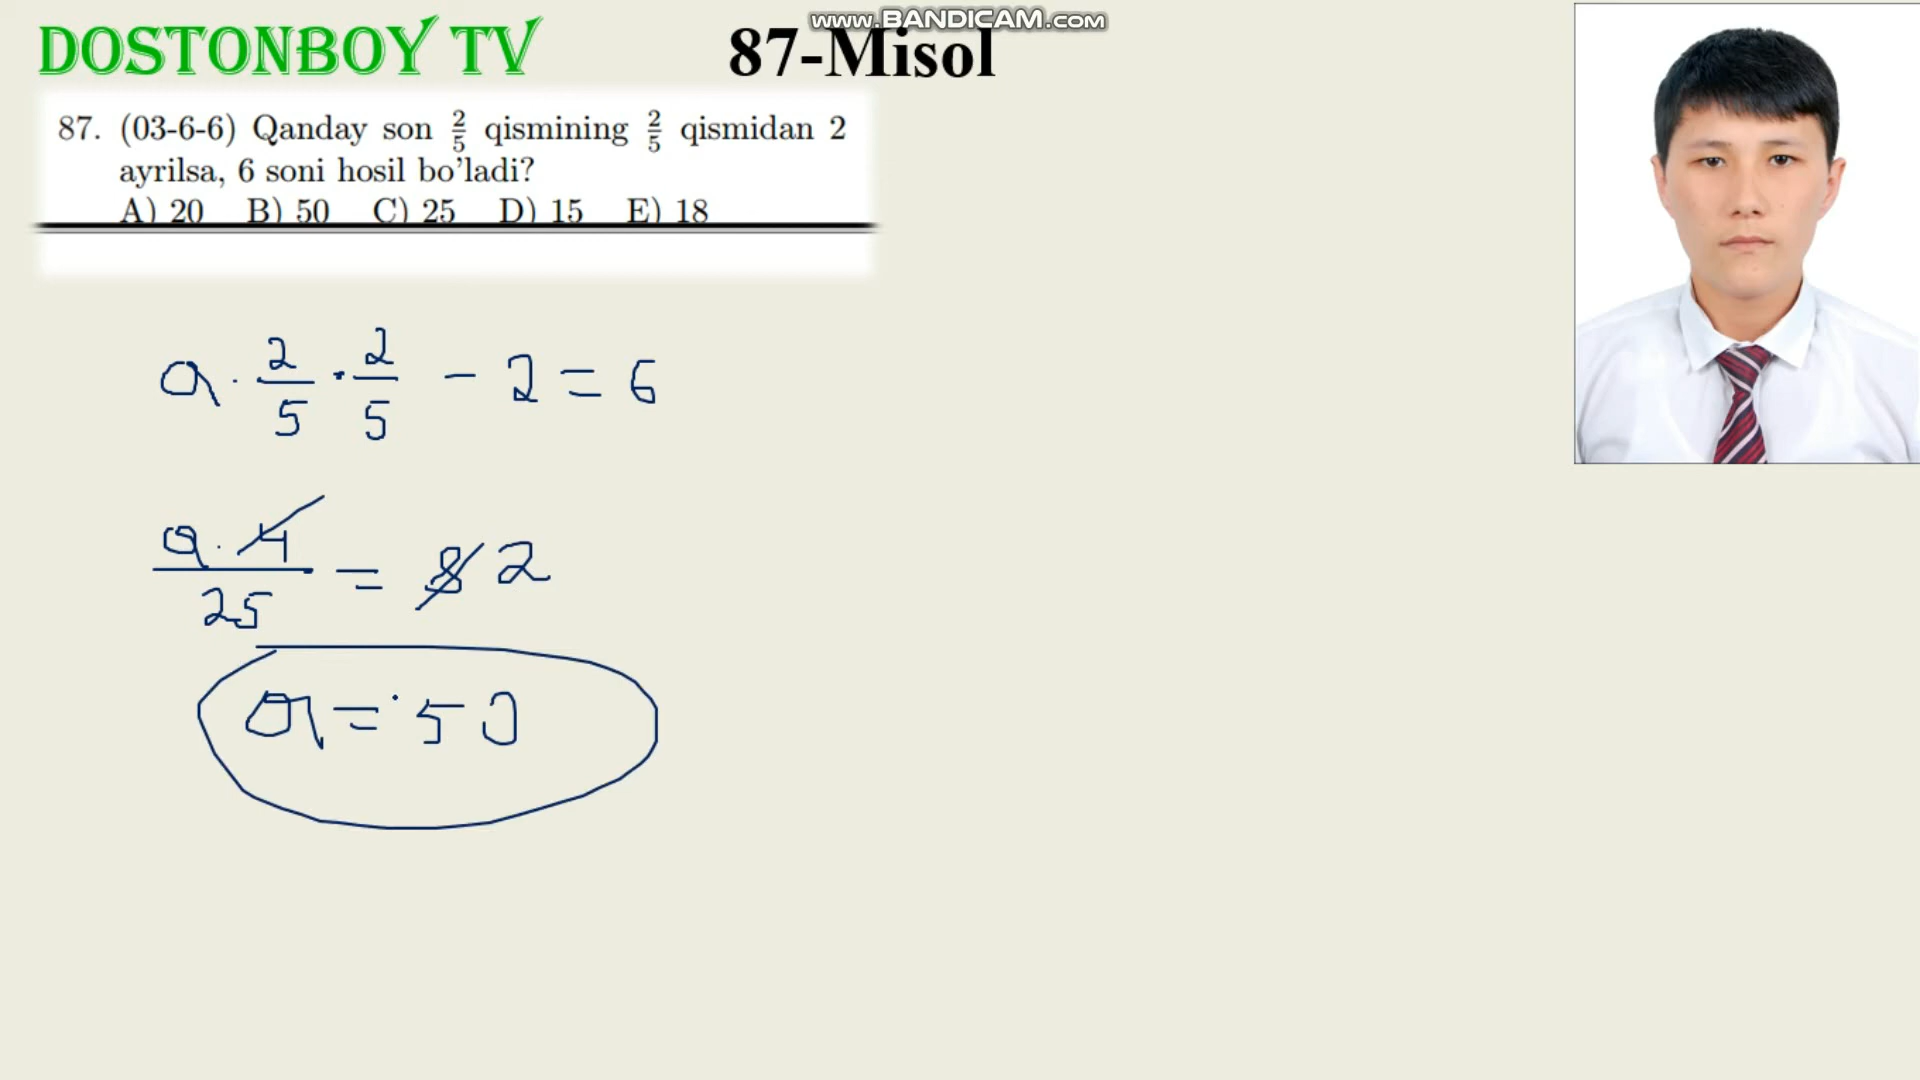 www.BANDICAM.com
DOSTONBOY TV
87-Misol
87. (03-6-6) Qanday son 2/5 qismining 2/5 qismidan 2
ayrilsa, 6 soni hosil bo'ladi?
A) 20 B) 50 C) 25 D) 15 E) 18
a · 2/5 · 2/5 - 2 = 6
a · 4 / 25 = 8 2
a = 50